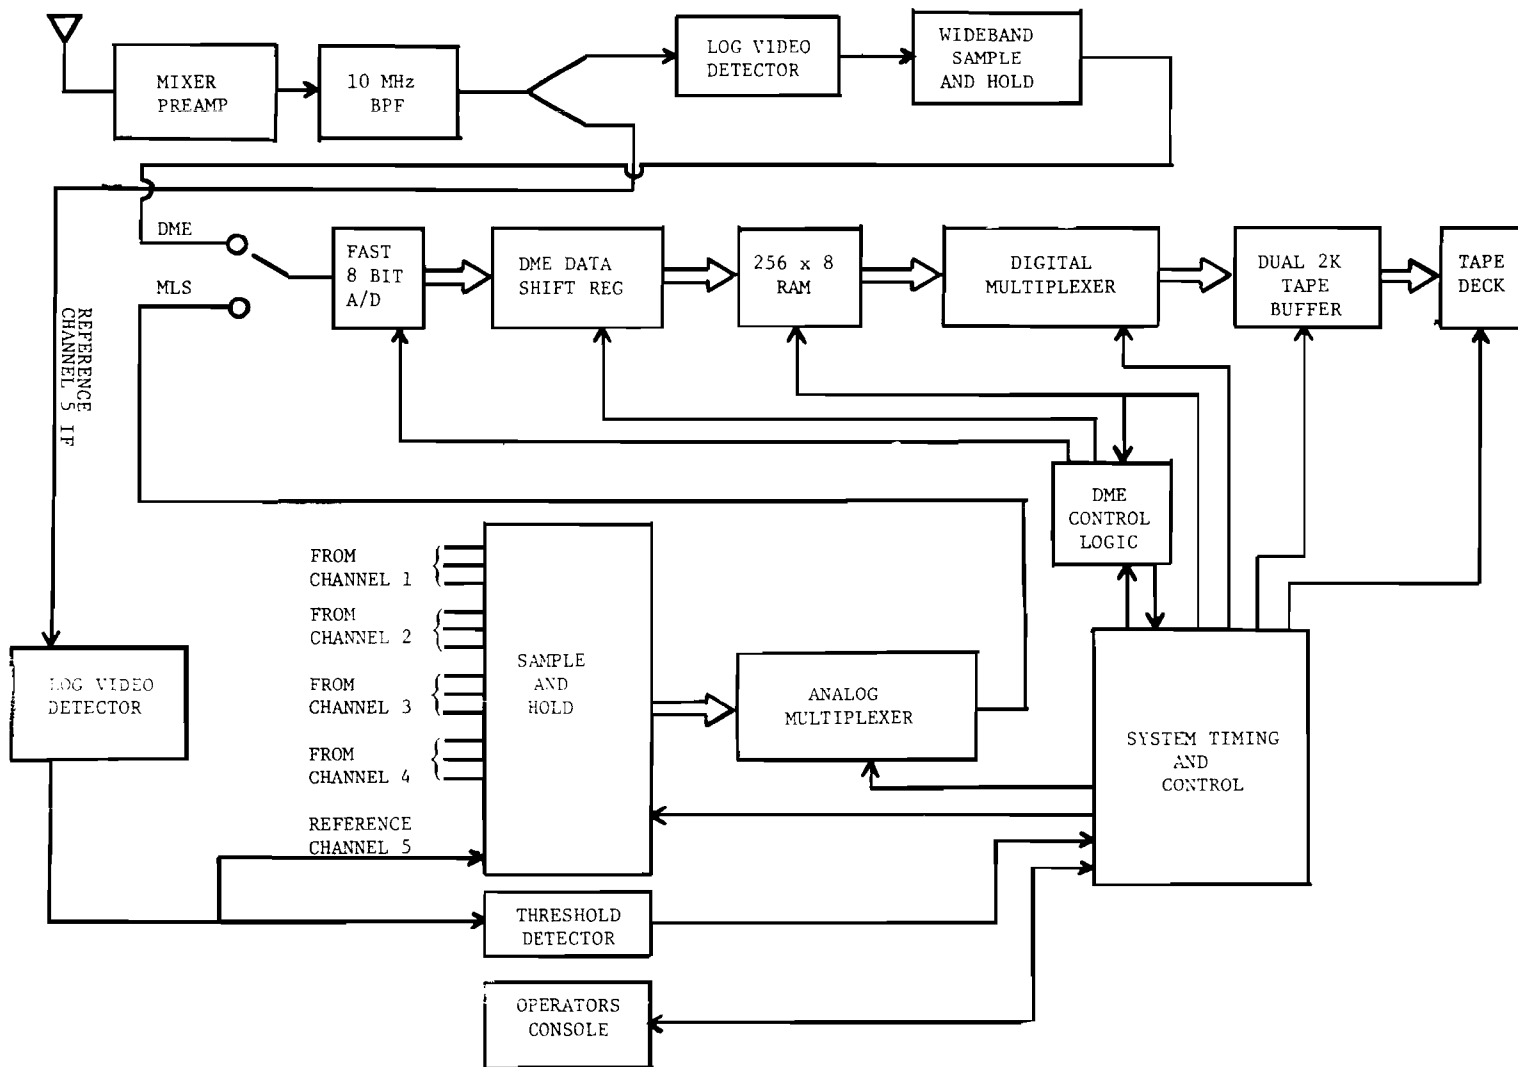 MIXER
PREAMP
10 MHz
BPF
LOG VIDEO
DETECTOR
WIDEBAND
SAMPLE
AND HOLD
DME
MLS
FAST
8 BIT
A/D
DME DATA
SHIFT REG
256 x 8
RAM
DIGITAL
MULTIPLEXER
DUAL 2K
TAPE
BUFFER
TAPE
DECK
REFERENCE
CHANNEL 5 IF
DME
CONTROL
LOGIC
FROM
CHANNEL 1
FROM
CHANNEL 2
FROM
CHANNEL 3
FROM
CHANNEL 4
REFERENCE
CHANNEL 5
SAMPLE
AND
HOLD
ANALOG
MULTIPLEXER
SYSTEM TIMING
AND
CONTROL
LOG VIDEO
DETECTOR
THRESHOLD
DETECTOR
OPERATORS
CONSOLE